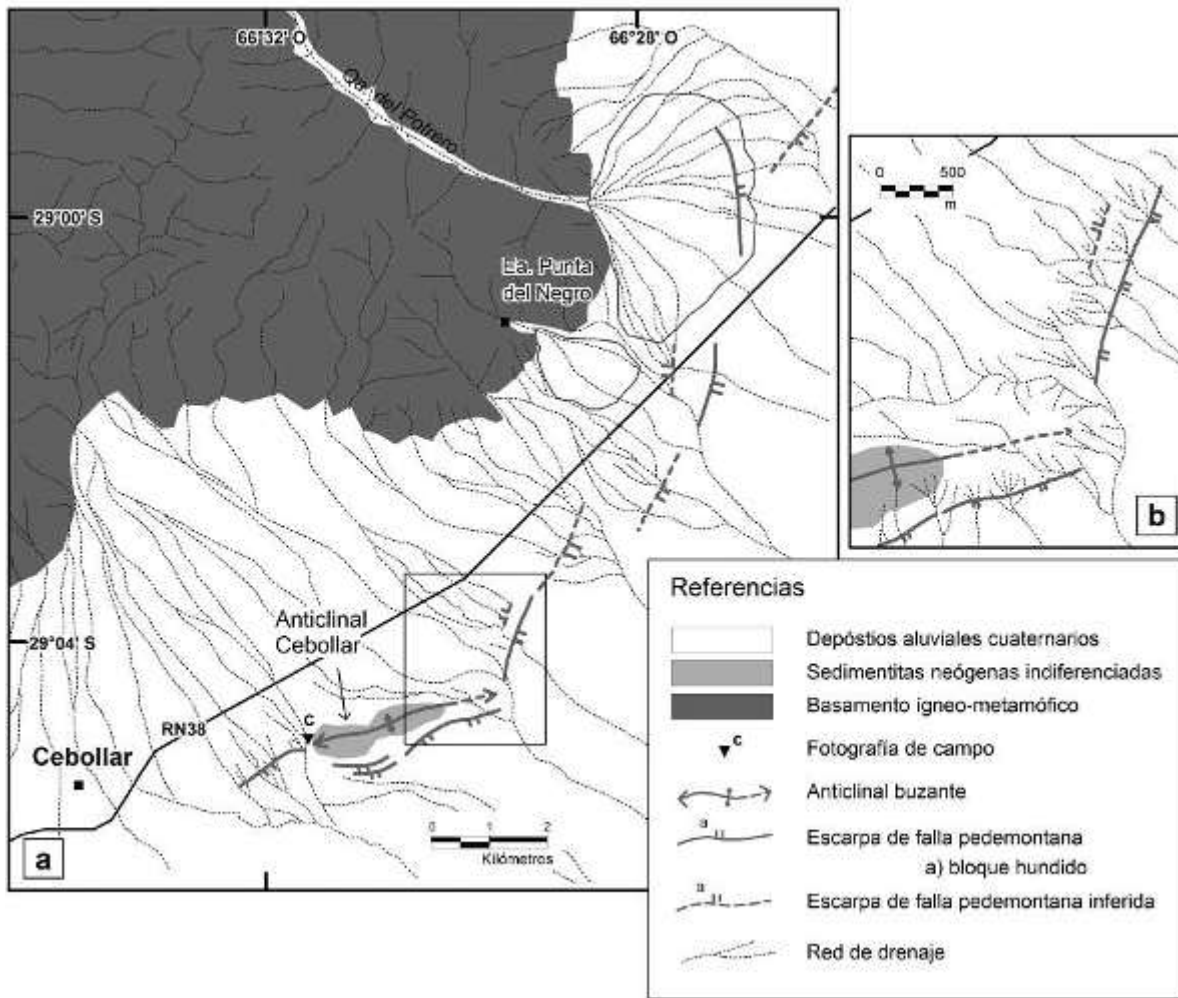 66°32' O
66°28' O
Qa. del Potrero
29°00' S
Ea. Punta
del Negro
29°04' S
Anticlinal
Cebollar
c
RN38
Cebollar
0 1 2
Kilómetros
a
0 500
m
b
Referencias
Depóstios aluviales cuaternarios
Sedimentitas neógenas indiferenciadas
Basamento ígneo-metamófico
c
Fotografía de campo
Anticlinal buzante
a
Escarpa de falla pedemontana
a) bloque hundido
a
Escarpa de falla pedemontana inferida
Red de drenaje